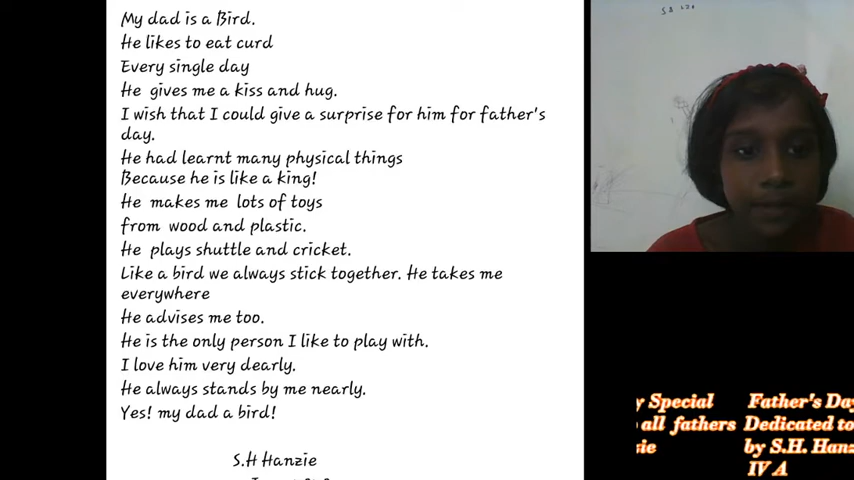 My dad is a Bird.
He likes to eat curd
Every single day
He gives me a kiss and hug.
I wish that I could give a surprise for him for father's
day.
He had learnt many physical things
Because he is like a king!
He makes me lots of toys
from wood and plastic.
He plays shuttle and cricket.
Like a bird we always stick together. He takes me
everywhere
He advises me too.
He is the only person I like to play with.
I love him very dearly.
He always stands by me nearly.
Yes! my dad a bird!
S.H Hanzie
y Special
all fathers
ie
Father's Da
Dedicated to
by S.H. Hanz
IV A